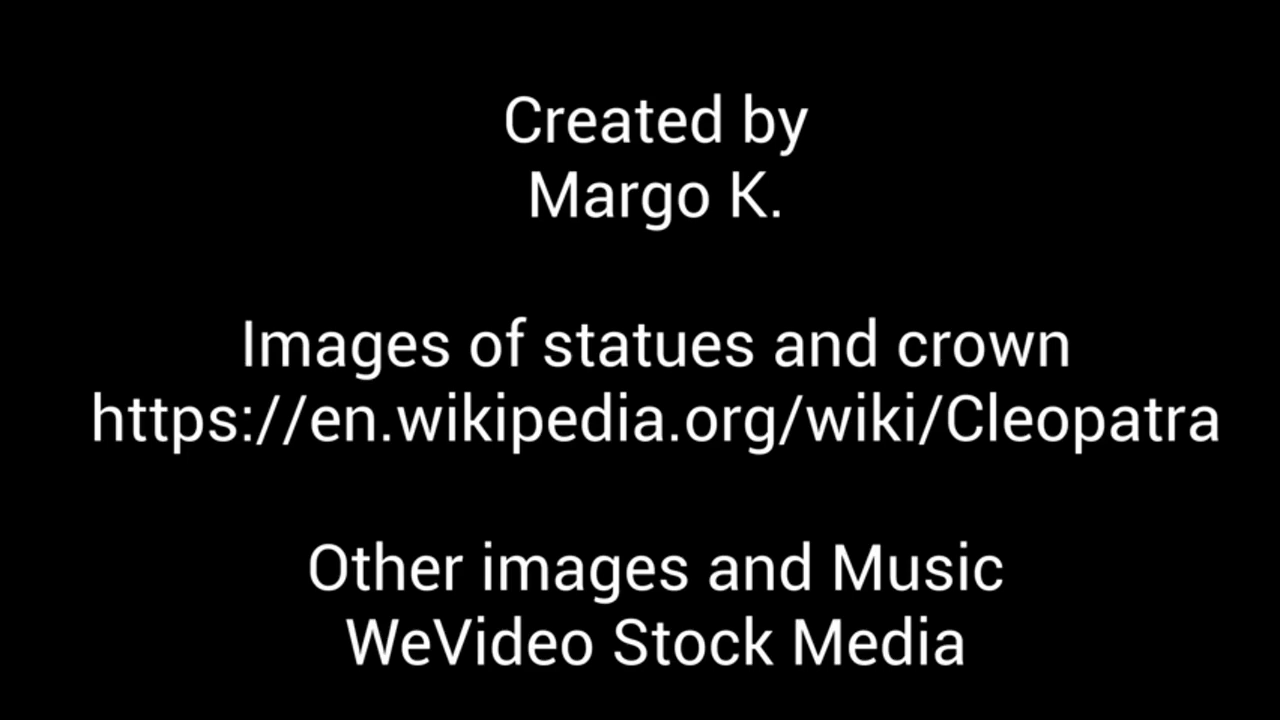 Created by
Margo K.
Images of statues and crown
https://en.wikipedia.org/wiki/Cleopatra
Other images and Music
WeVideo Stock Media